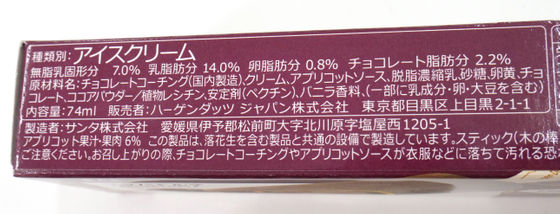 種類別: アイスクリーム
無脂乳固形分 7.0% 乳脂肪分 14.0% 卵脂肪分 0.8% チョコレート脂肪分 2.2%
原材料名: チョコレートコーチング(国内製造)、クリーム、アプリコットソース、脱脂濃縮乳、砂糖、卵黄、チョ
コレート、ココアパウダー/植物レシチン、安定剤(ペクチン)、バニラ香料、(一部に乳成分・卵・大豆を含む)
内容量: 74ml 販売者: ハーゲンダッツ ジャパン株式会社 東京都目黒区上目黒2-1-1
製造者: サンタ株式会社 愛媛県伊予郡松前町大字北川原字塩屋西1205-1
アプリコット果汁・果肉 6% この製品は、落花生を含む製品と共通の設備で製造しています。スティック(木の棒
ご注意ください。お召し上がりの際、チョコレートコーチングやアプリコットソースが衣服などに落ちて汚れる恐